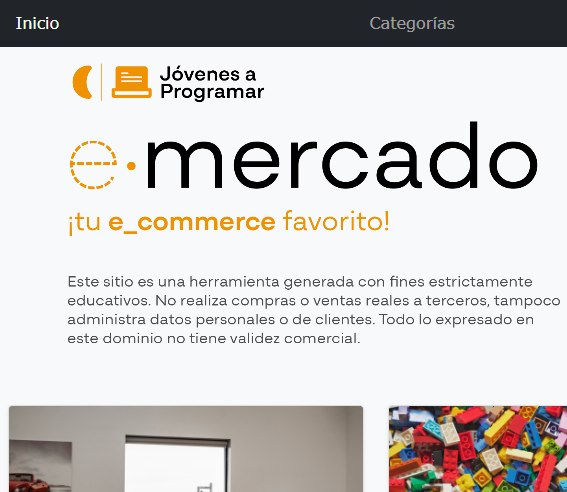 Inicio Categorías
Jóvenes a
Programar
e·mercado
¡tu e_commerce favorito!
Este sitio es una herramienta generada con fines estrictamente
educativos. No realiza compras o ventas reales a terceros, tampoco
administra datos personales o de clientes. Todo lo expresado en
este dominio no tiene validez comercial.